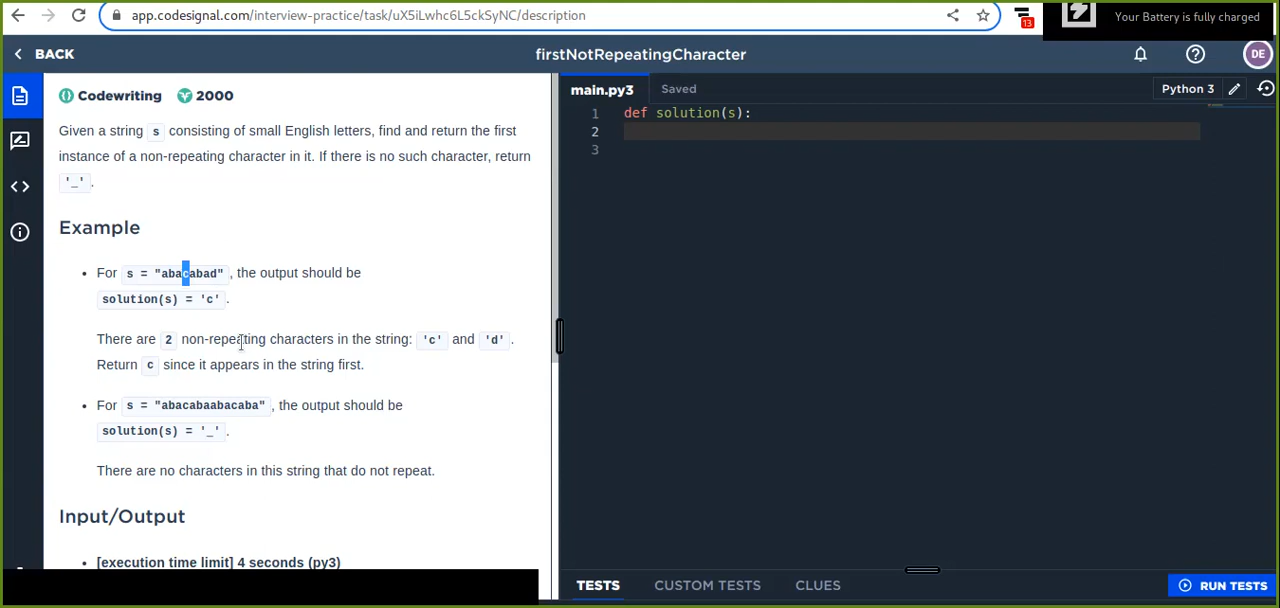 app.codesignal.com/interview-practice/task/uX5iLwhc6L5ckSyNC/description
13
Your Battery is fully charged
BACK
firstNotRepeatingCharacter
DE
Codewriting 2000
Given a string s consisting of small English letters, find and return the first
instance of a non-repeating character in it. If there is no such character, return
'_' .
Example
For s = "abacabad" , the output should be
solution(s) = 'c' .
There are 2 non-repeating characters in the string: 'c' and 'd' .
Return c since it appears in the string first.
For s = "abacabaabacaba" , the output should be
solution(s) = '_' .
There are no characters in this string that do not repeat.
Input/Output
[execution time limit] 4 seconds (py3)
main.py3 Saved
Python 3
1 def solution(s):
2
3
TESTS CUSTOM TESTS CLUES
RUN TESTS